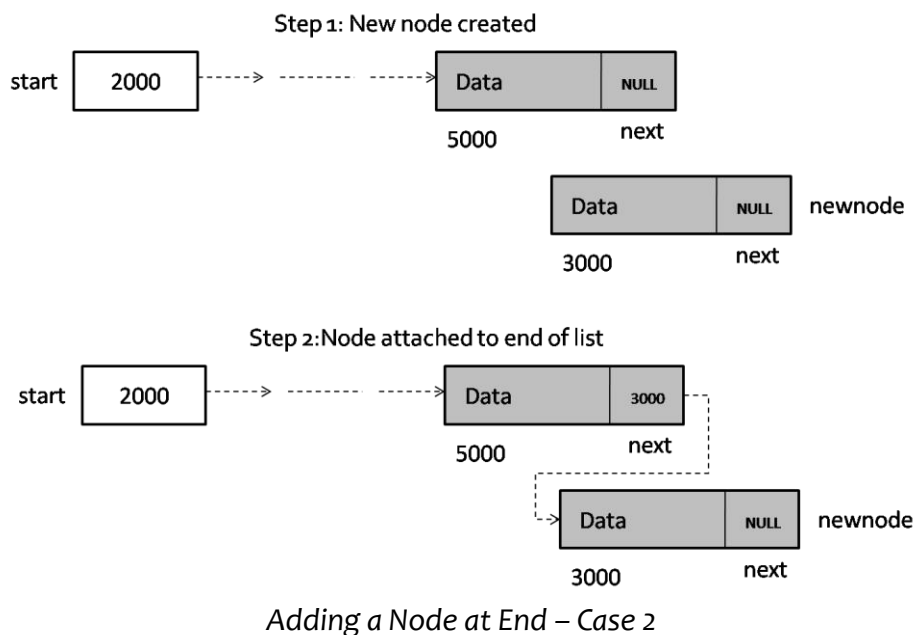 Step 1: New node created
start 2000 Data NULL
5000 next
Data NULL newnode
3000 next
Step 2:Node attached to end of list
start 2000 Data 3000
5000 next
Data NULL newnode
3000 next
Adding a Node at End – Case 2